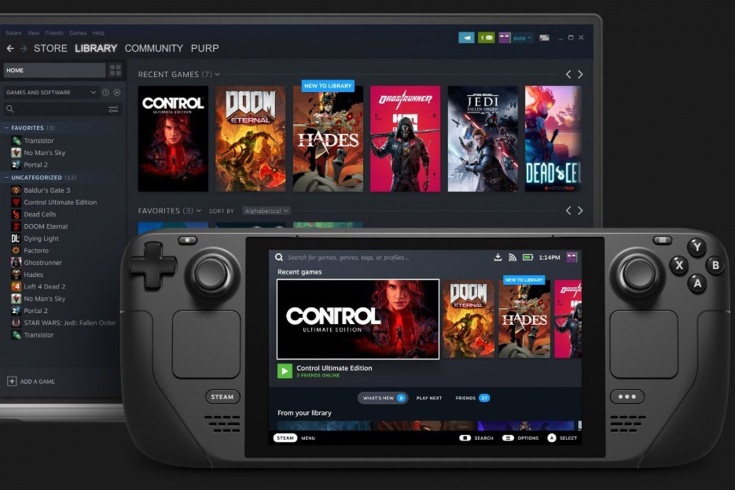 Steam View Friends Games Help
STORE LIBRARY COMMUNITY PURP
1
purp
HOME
GAMES AND SOFTWARE
FAVORITES (3)
Transistor
No Man's Sky
Portal 2
UNCATEGORIZED (13)
Baldur's Gate 3
Control Ultimate Edition
Dead Cells
DOOM Eternal
Dying Light
Factorio
Ghostrunner
Hades
Left 4 Dead 2
No Man's Sky
Portal 2
STAR WARS: Jedi: Fallen Order
Transistor
ADD A GAME
RECENT GAMES (7)
NEW TO LIBRARY
CONTROL
ULTIMATE EDITION
DOOM
ETERNAL
HADES
GHOSTRUNNER
STAR WARS
JEDI
FALLEN ORDER
DEAD CEL
FAVORITES (3) SORT BY Alphabetical
Search for games, genres, tags, or profiles...
1:14PM
Recent games
NEW TO LIBRARY
CONTROL
ULTIMATE EDITION
DOOM
ETERNAL
HADES
Control Ultimate Edition
5 FRIENDS ONLINE
WHAT'S NEW
PLAY NEXT
FRIENDS
From your library
STEAM MENU
SEARCH
OPTIONS
A SELECT
STEAM
Y
X
B
A